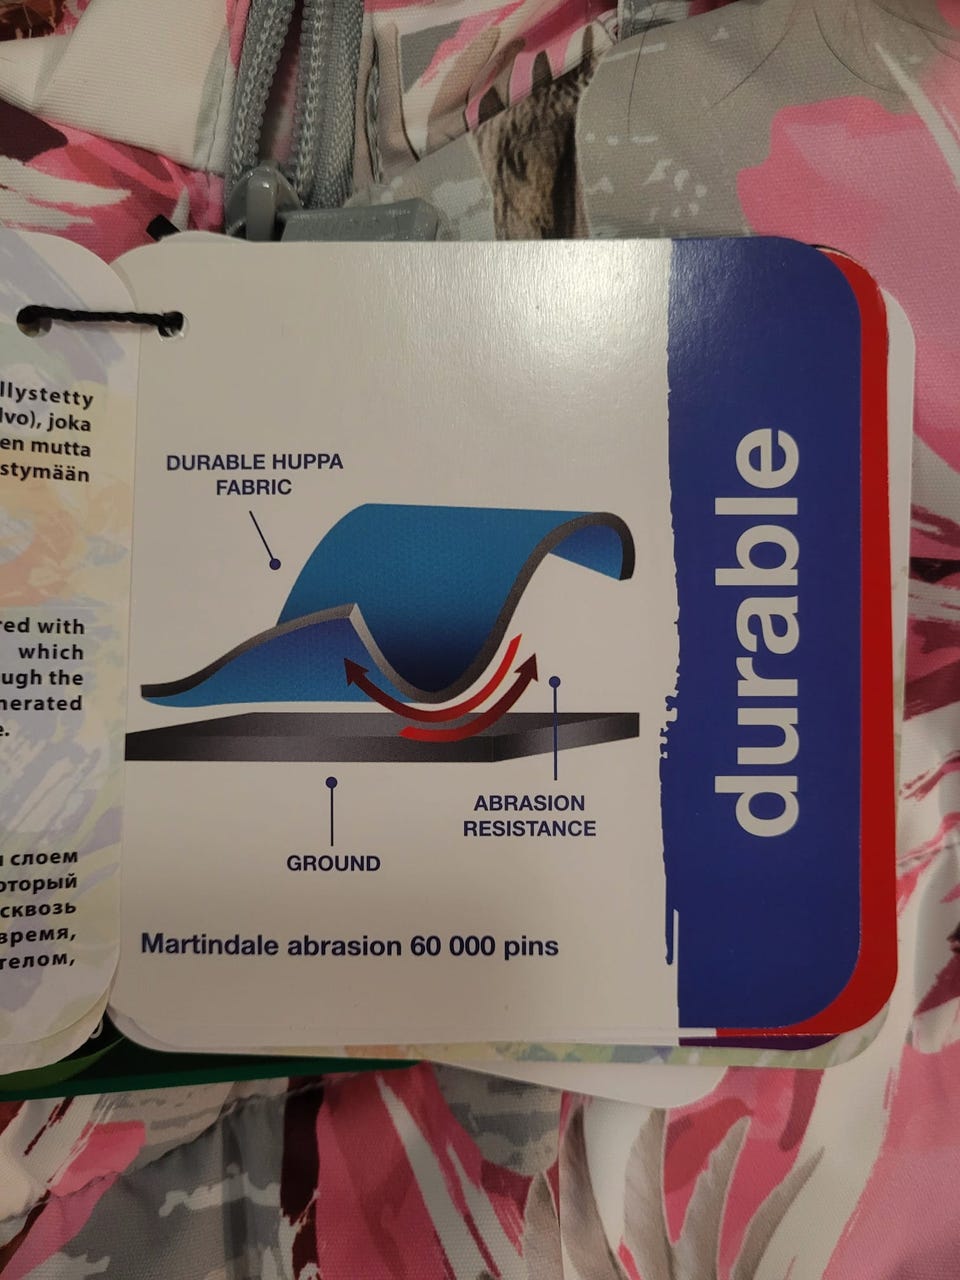 llystetty
lvo), joka
en mutta
stymään
red with
which
ugh the
nerated
e.
слоем
оторый
сквозь
время,
телом,
DURABLE HUPPA
FABRIC
ABRASION
RESISTANCE
GROUND
Martindale abrasion 60 000 pins
durable